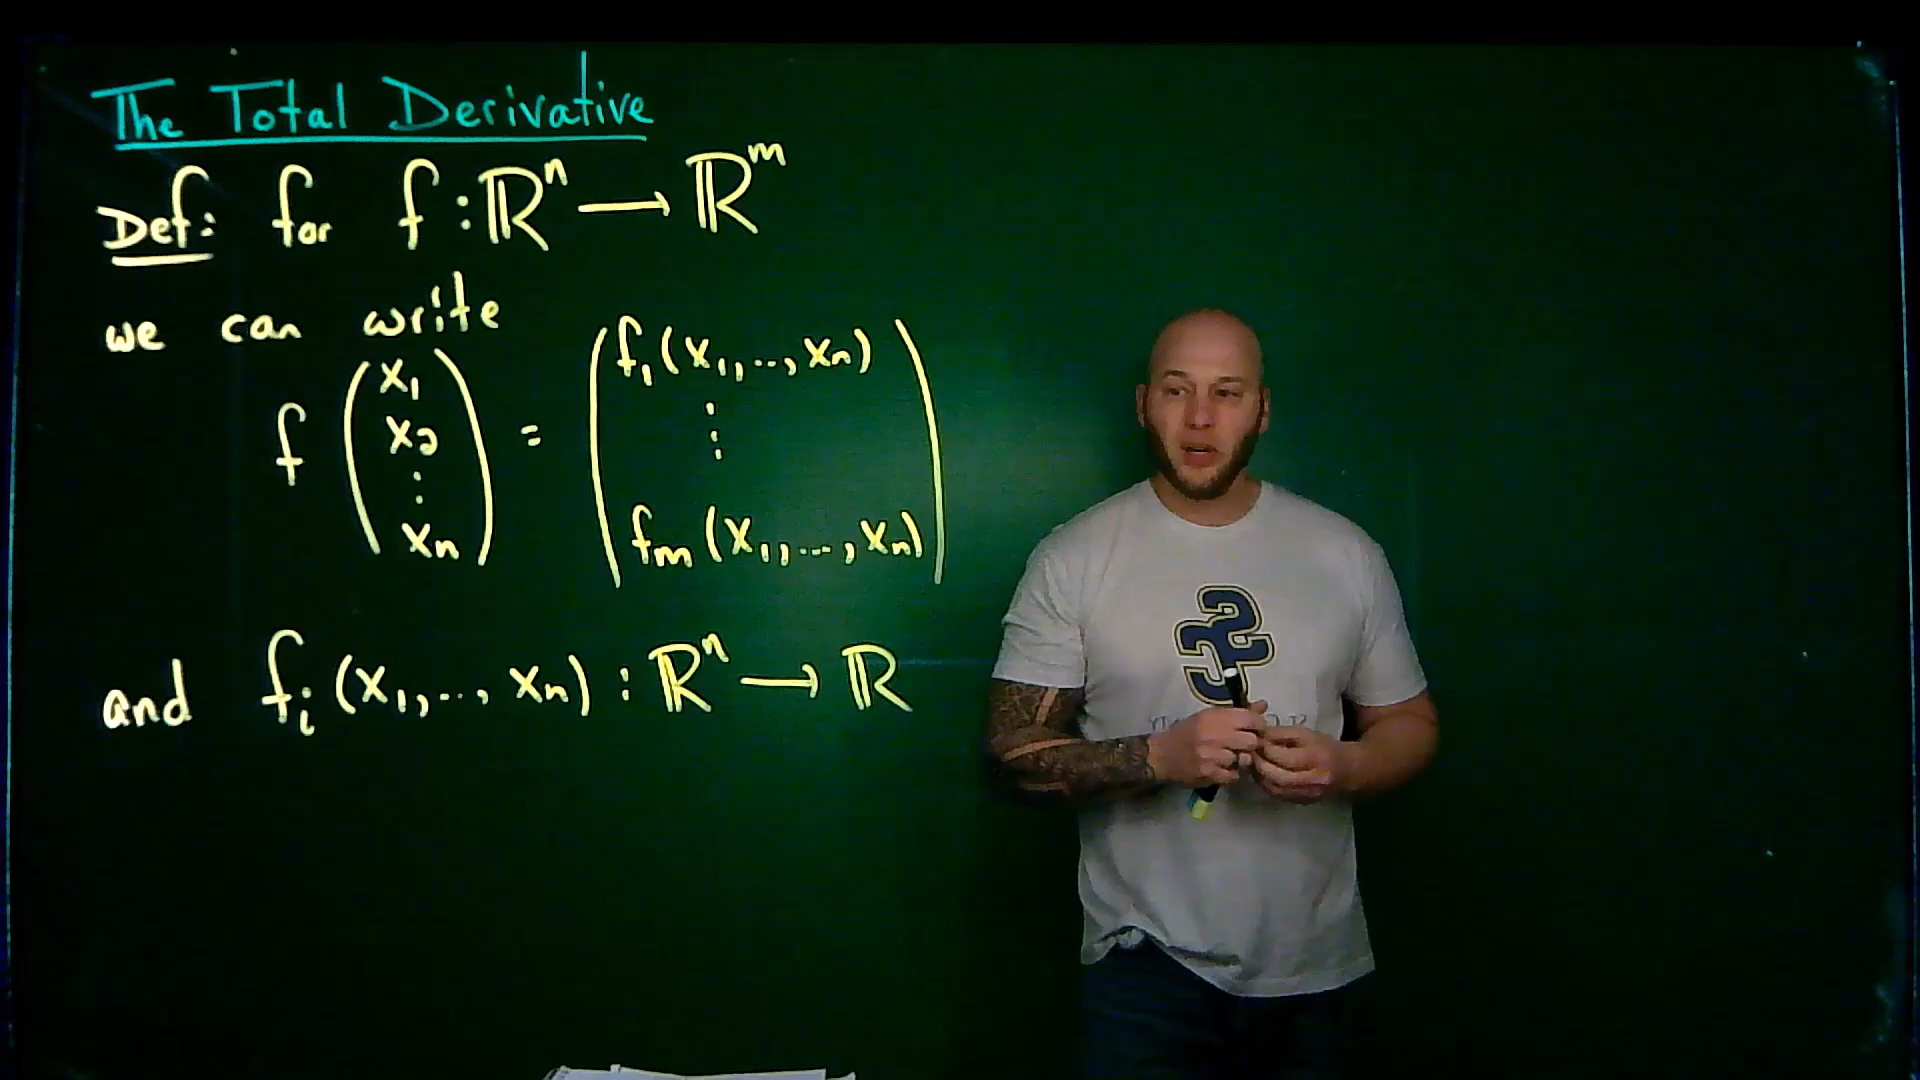 The Total Derivative
Def: for f : ℝⁿ → ℝᵐ
we can write
f (x₁ x₂ ⋮ xₙ) = (f₁(x₁,..,xₙ) ⋮ fₘ(x₁,...,xₙ))
and fᵢ(x₁,..,xₙ) : ℝⁿ → ℝ